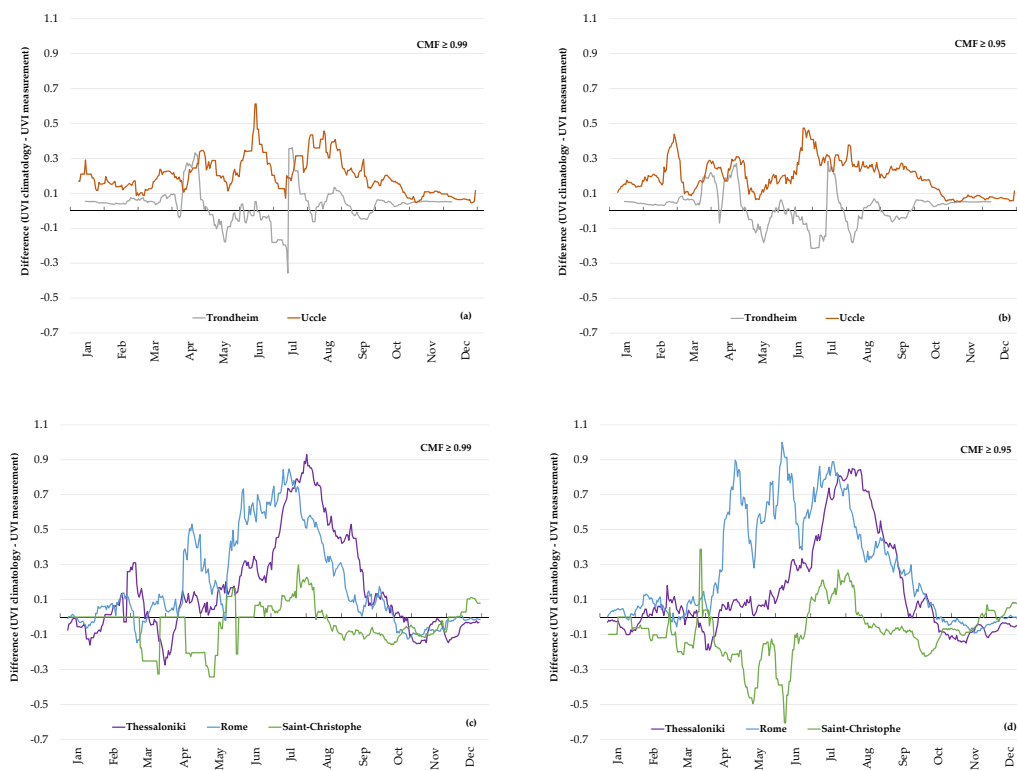 1.1
0.9
0.7
0.5
0.3
0.1
-0.1
-0.3
-0.5
-0.7
Difference (UVI climatology - UVI measurement)
CMF ≥ 0.99
Trondheim
Uccle
(a)
Jan
Feb
Mar
Apr
May
Jun
Jul
Aug
Sep
Oct
Nov
Dec
1.1
0.9
0.7
0.5
0.3
0.1
-0.1
-0.3
-0.5
-0.7
Difference (UVI climatology - UVI measurement)
CMF ≥ 0.95
Trondheim
Uccle
(b)
Jan
Feb
Mar
Apr
May
Jun
Jul
Aug
Sep
Oct
Nov
Dec
1.1
0.9
0.7
0.5
0.3
0.1
-0.1
-0.3
-0.5
-0.7
Difference (UVI climatology - UVI measurement)
CMF ≥ 0.99
Thessaloniki
Rome
Saint-Christophe
(c)
Jan
Feb
Mar
Apr
May
Jun
Jul
Aug
Sep
Oct
Nov
Dec
1.1
0.9
0.7
0.5
0.3
0.1
-0.1
-0.3
-0.5
-0.7
Difference (UVI climatology - UVI measurement)
CMF ≥ 0.95
Thessaloniki
Rome
Saint-Christophe
(d)
Jan
Feb
Mar
Apr
May
Jun
Jul
Aug
Sep
Oct
Nov
Dec